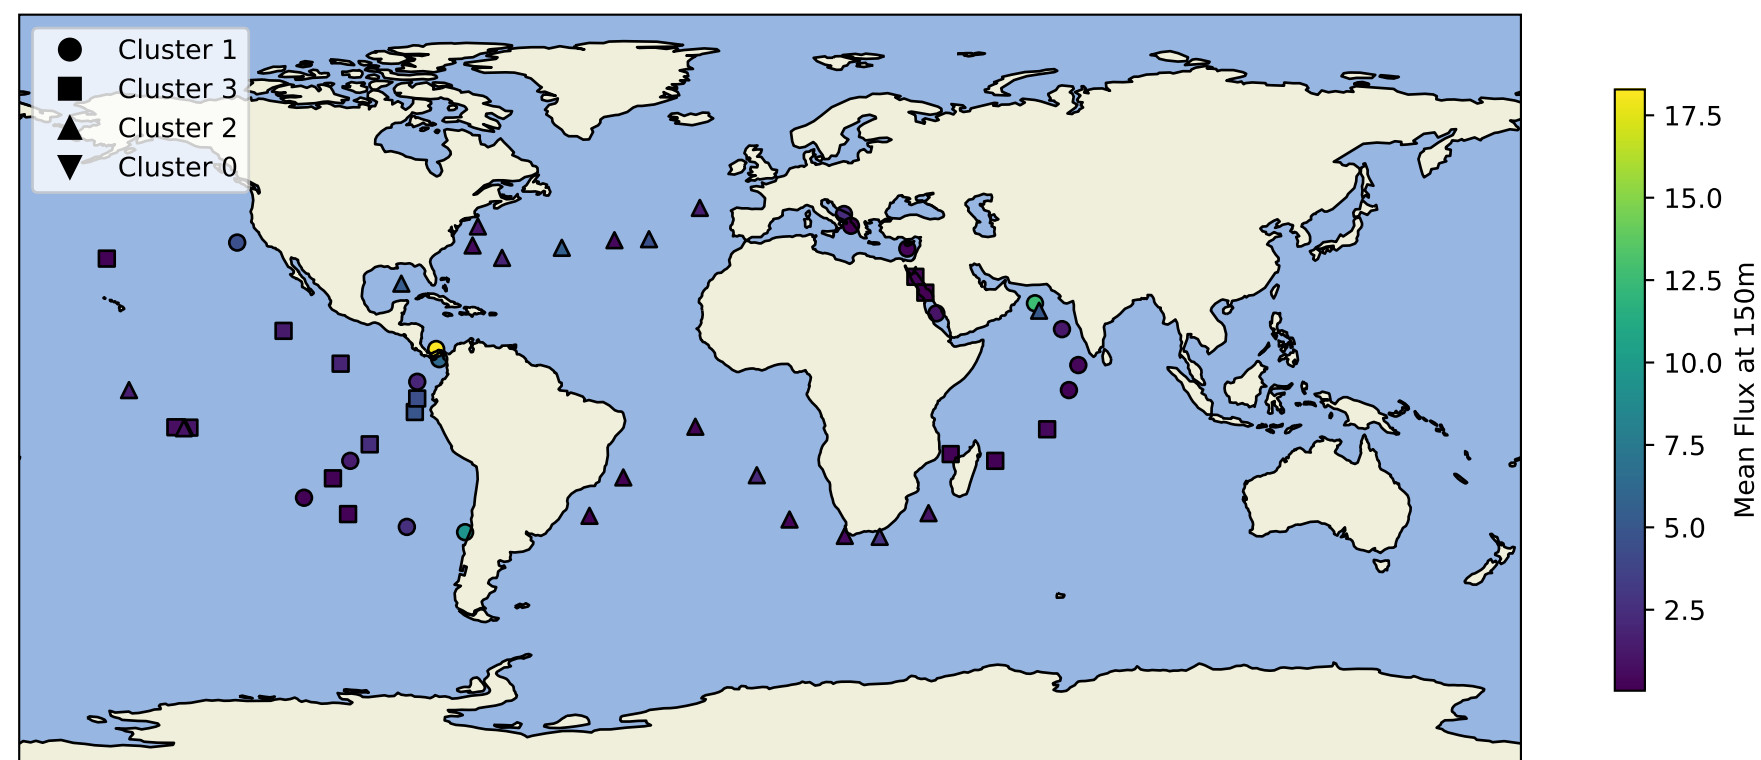 Cluster 1
Cluster 3
Cluster 2
Cluster 0
17.5
15.0
12.5
10.0
7.5
5.0
2.5
Mean Flux at 150m